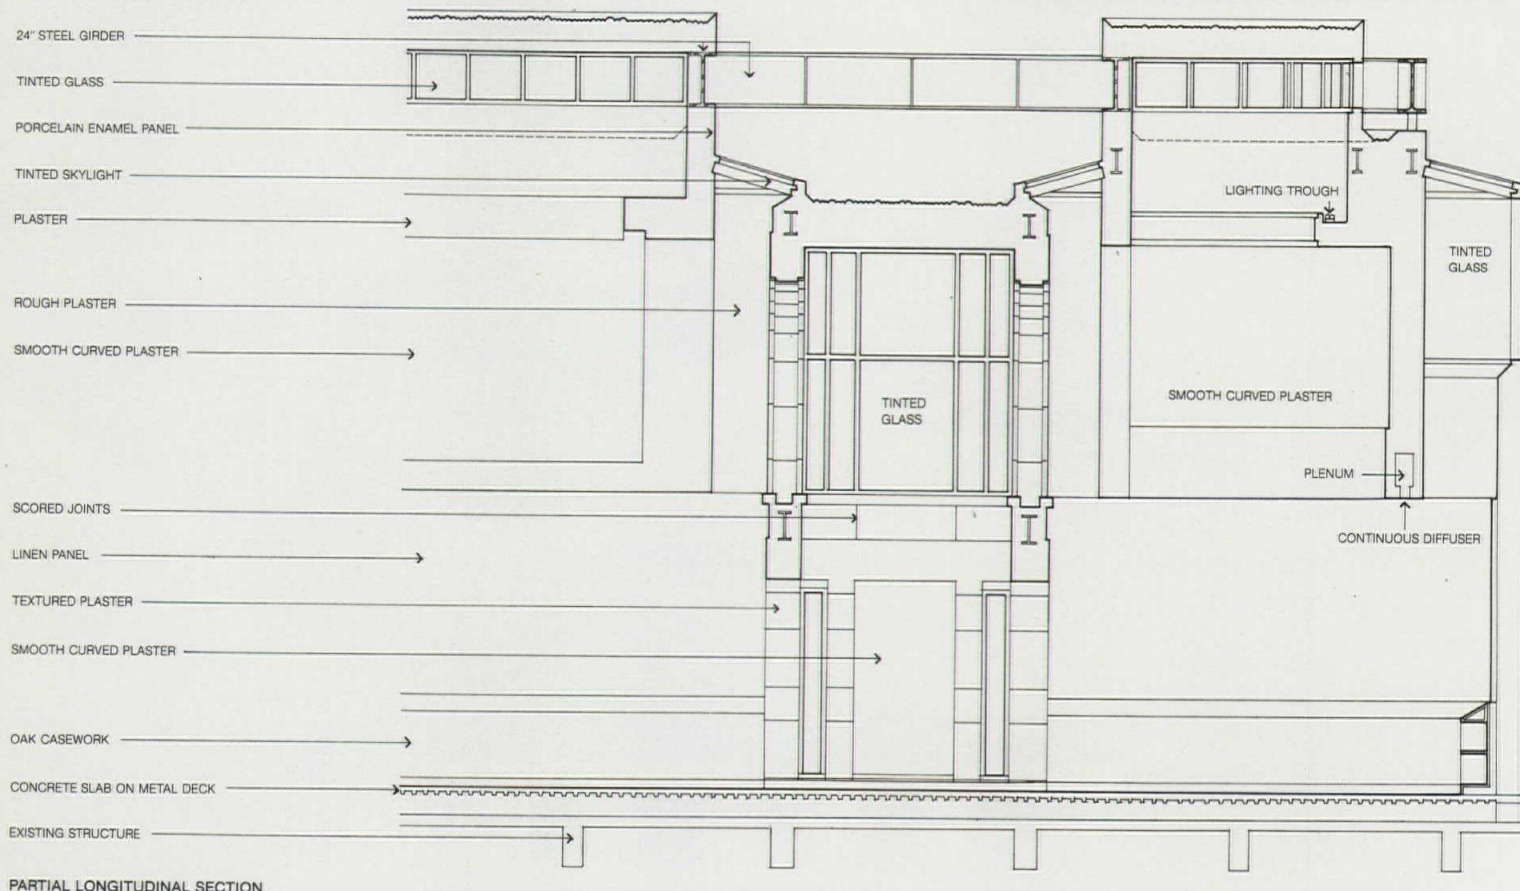 24" STEEL GIRDER
TINTED GLASS
PORCELAIN ENAMEL PANEL
TINTED SKYLIGHT
PLASTER
ROUGH PLASTER
SMOOTH CURVED PLASTER
SCORED JOINTS
LINEN PANEL
TEXTURED PLASTER
SMOOTH CURVED PLASTER
OAK CASEWORK
CONCRETE SLAB ON METAL DECK
EXISTING STRUCTURE
PARTIAL LONGITUDINAL SECTION
TINTED
GLASS
LIGHTING TROUGH
TINTED
GLASS
SMOOTH CURVED PLASTER
PLENUM
CONTINUOUS DIFFUSER